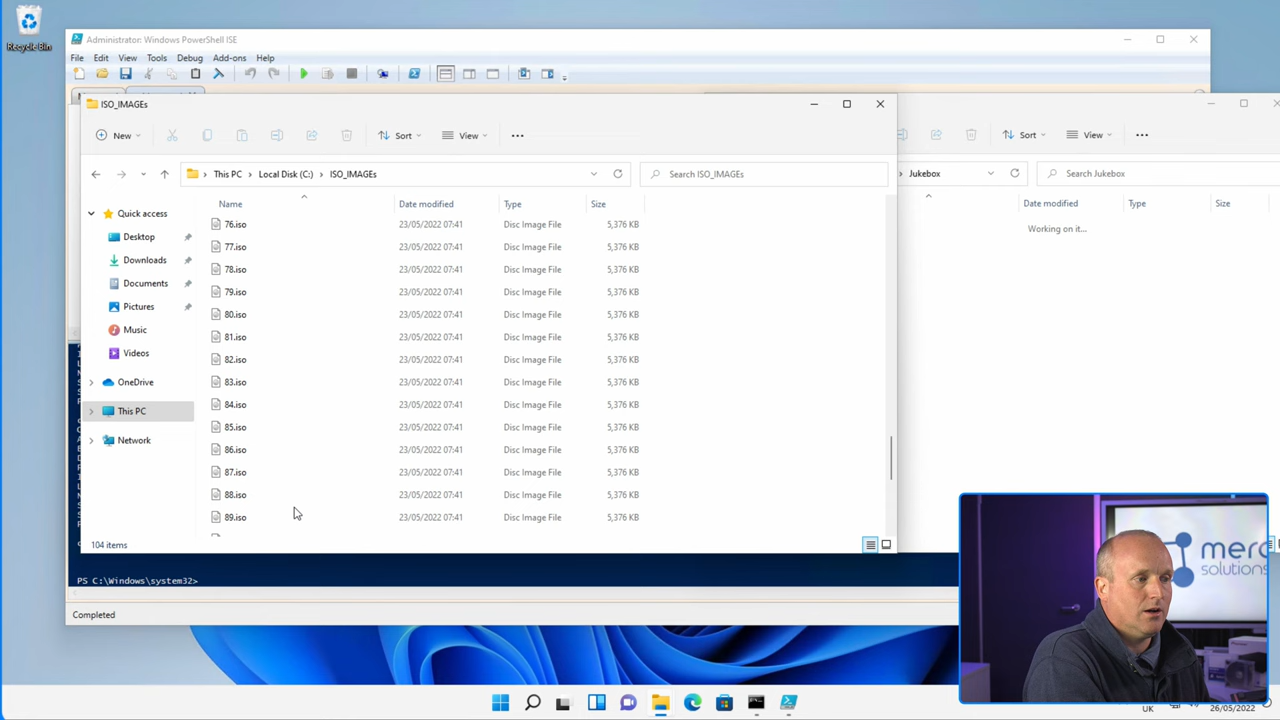 Recycle Bin
Administrator: Windows PowerShell ISE
File Edit View Tools Debug Add-ons Help
ISO_IMAGEs
New Sort View
Sort View
This PC Local Disk (C:) ISO_IMAGEs Search ISO_IMAGEs
Jukebox Search Jukebox
Name Date modified Type Size
Date modified Type Size
Working on it...
Quick access
Desktop
Downloads
Documents
Pictures
Music
Videos
OneDrive
This PC
Network
76.iso 23/05/2022 07:41 Disc Image File 5,376 KB
77.iso 23/05/2022 07:41 Disc Image File 5,376 KB
78.iso 23/05/2022 07:41 Disc Image File 5,376 KB
79.iso 23/05/2022 07:41 Disc Image File 5,376 KB
80.iso 23/05/2022 07:41 Disc Image File 5,376 KB
81.iso 23/05/2022 07:41 Disc Image File 5,376 KB
82.iso 23/05/2022 07:41 Disc Image File 5,376 KB
83.iso 23/05/2022 07:41 Disc Image File 5,376 KB
84.iso 23/05/2022 07:41 Disc Image File 5,376 KB
85.iso 23/05/2022 07:41 Disc Image File 5,376 KB
86.iso 23/05/2022 07:41 Disc Image File 5,376 KB
87.iso 23/05/2022 07:41 Disc Image File 5,376 KB
88.iso 23/05/2022 07:41 Disc Image File 5,376 KB
89.iso 23/05/2022 07:41 Disc Image File 5,376 KB
104 items
PS C:\Windows\system32>
Completed
solutions
UK
26/05/2022